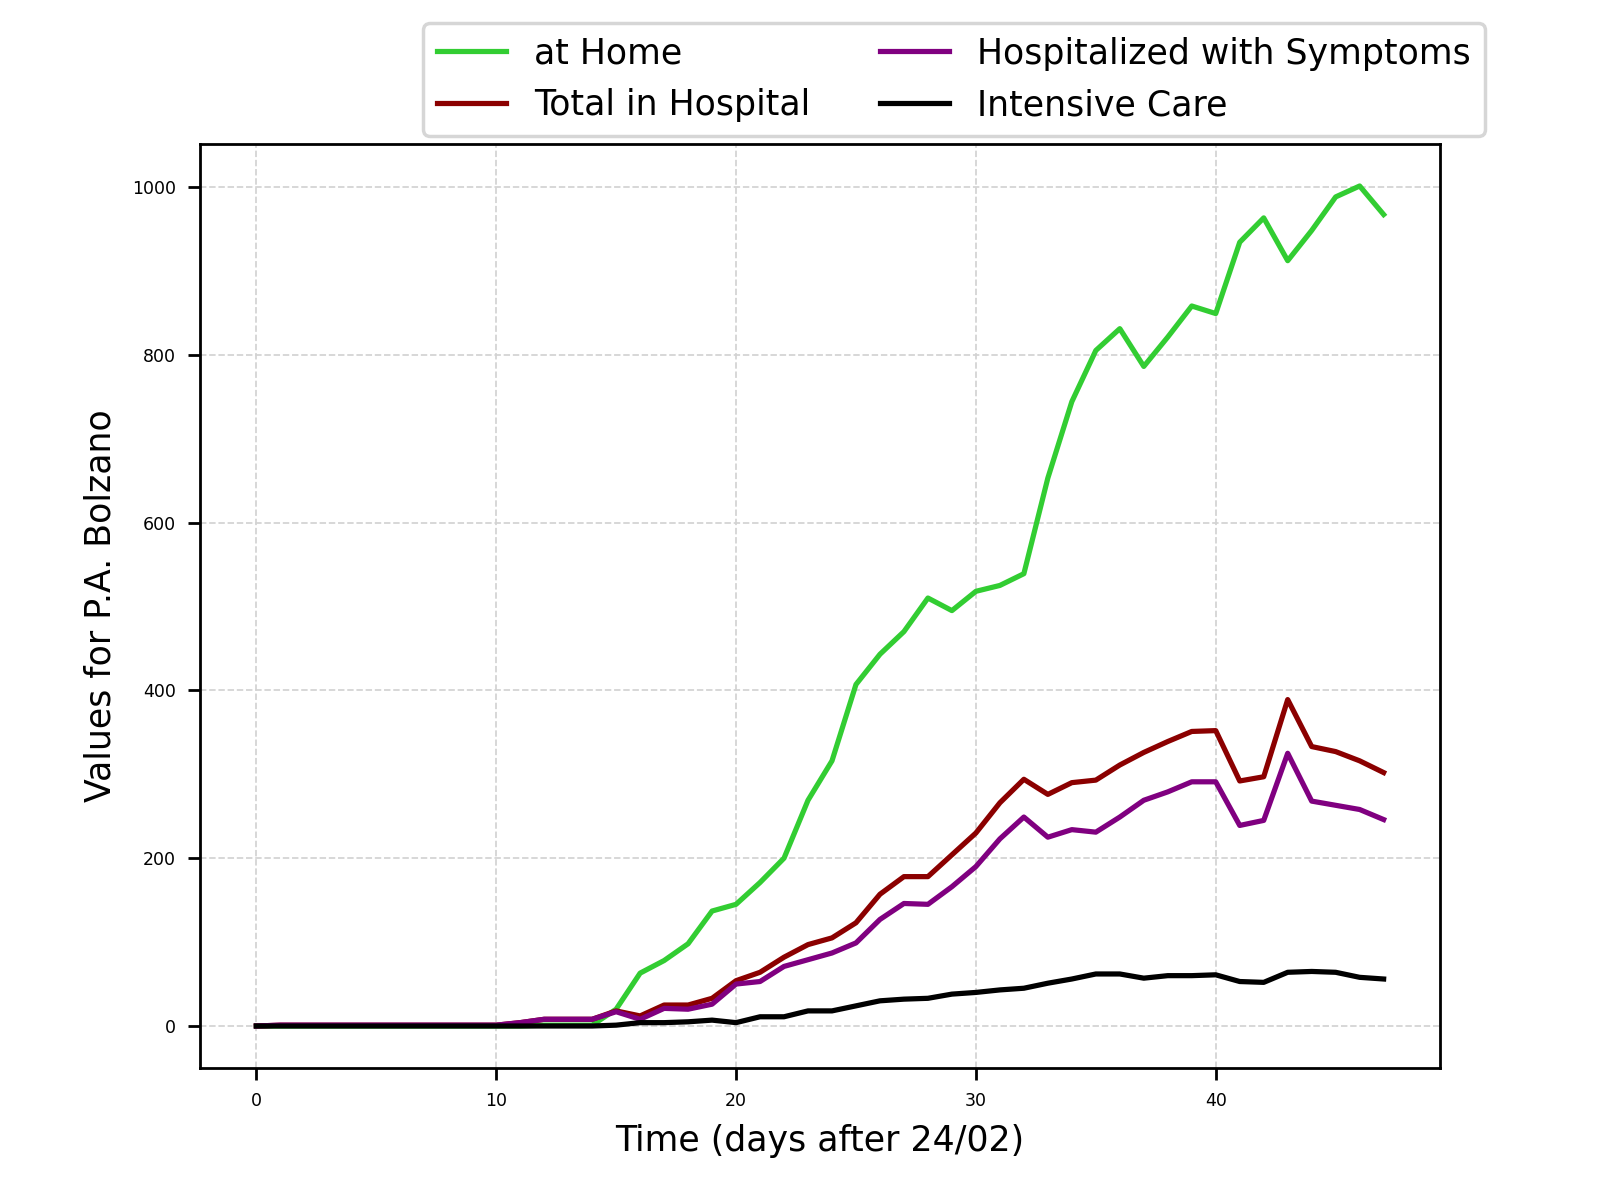 at Home
Total in Hospital
Hospitalized with Symptoms
Intensive Care
Values for P.A. Bolzano
1000
800
600
400
200
0
0 10 20 30 40
Time (days after 24/02)